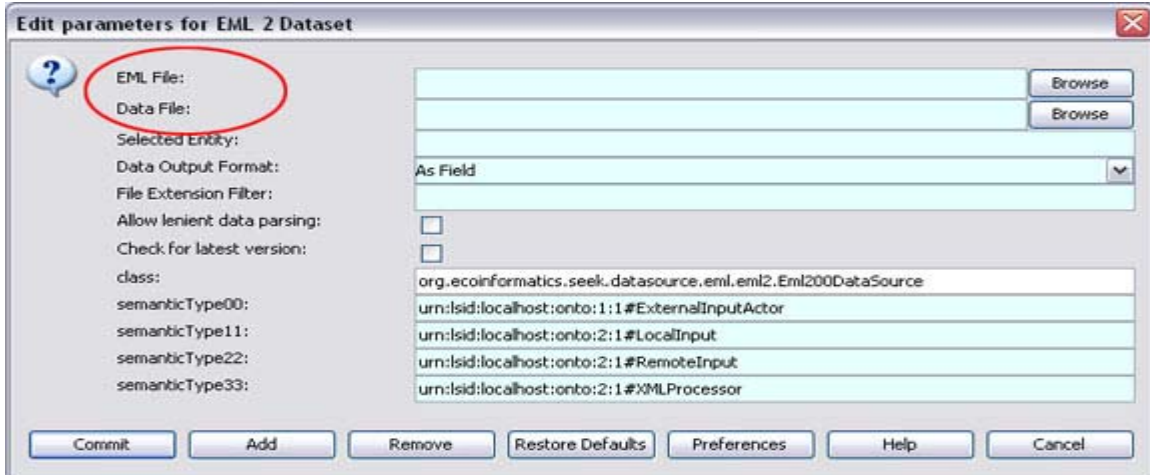 Edit parameters for EML 2 Dataset
?
EML File:
Browse
Data File:
Browse
Selected Entity:
Data Output Format: As Field
File Extension Filter:
Allow lenient data parsing:
Check for latest version:
class: org.ecoinformatics.seek.datasource.eml.eml2.Eml200DataSource
semanticType00: urn:lsid:localhost:onto:1:1#ExternalInputActor
semanticType11: urn:lsid:localhost:onto:2:1#LocalInput
semanticType22: urn:lsid:localhost:onto:2:1#RemoteInput
semanticType33: urn:lsid:localhost:onto:2:1#XMLProcessor
Commit Add Remove Restore Defaults Preferences Help Cancel